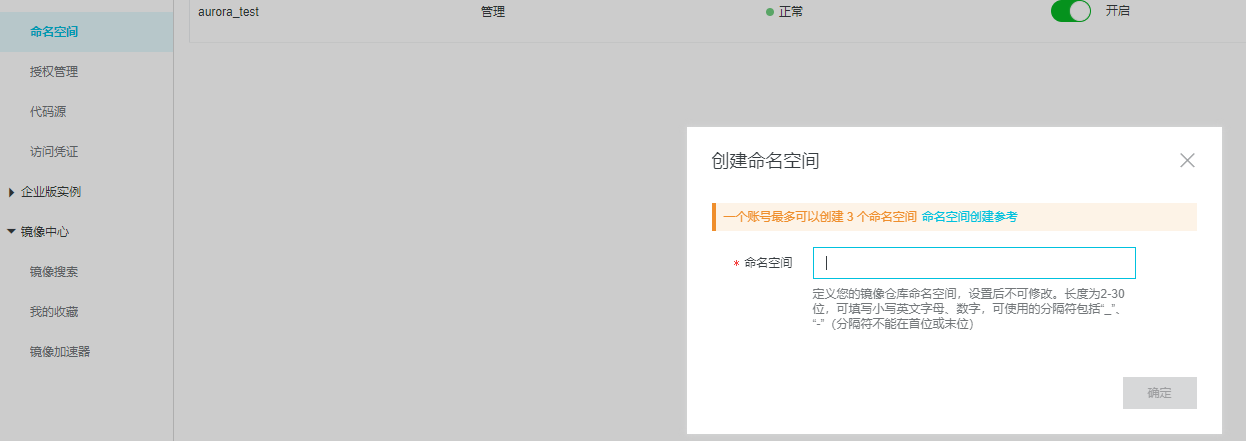 aurora_test 管理 正常 开启
命名空间
授权管理
代码源
访问凭证
企业版实例
镜像中心
镜像搜索
我的收藏
镜像加速器
创建命名空间
一个账号最多可以创建 3 个命名空间 命名空间创建参考
* 命名空间
定义您的镜像仓库命名空间，设置后不可修改。长度为2-30
位，可填写小写英文字母、数字，可使用的分隔符包括“_”、
“-”（分隔符不能在首位或末位）
确定